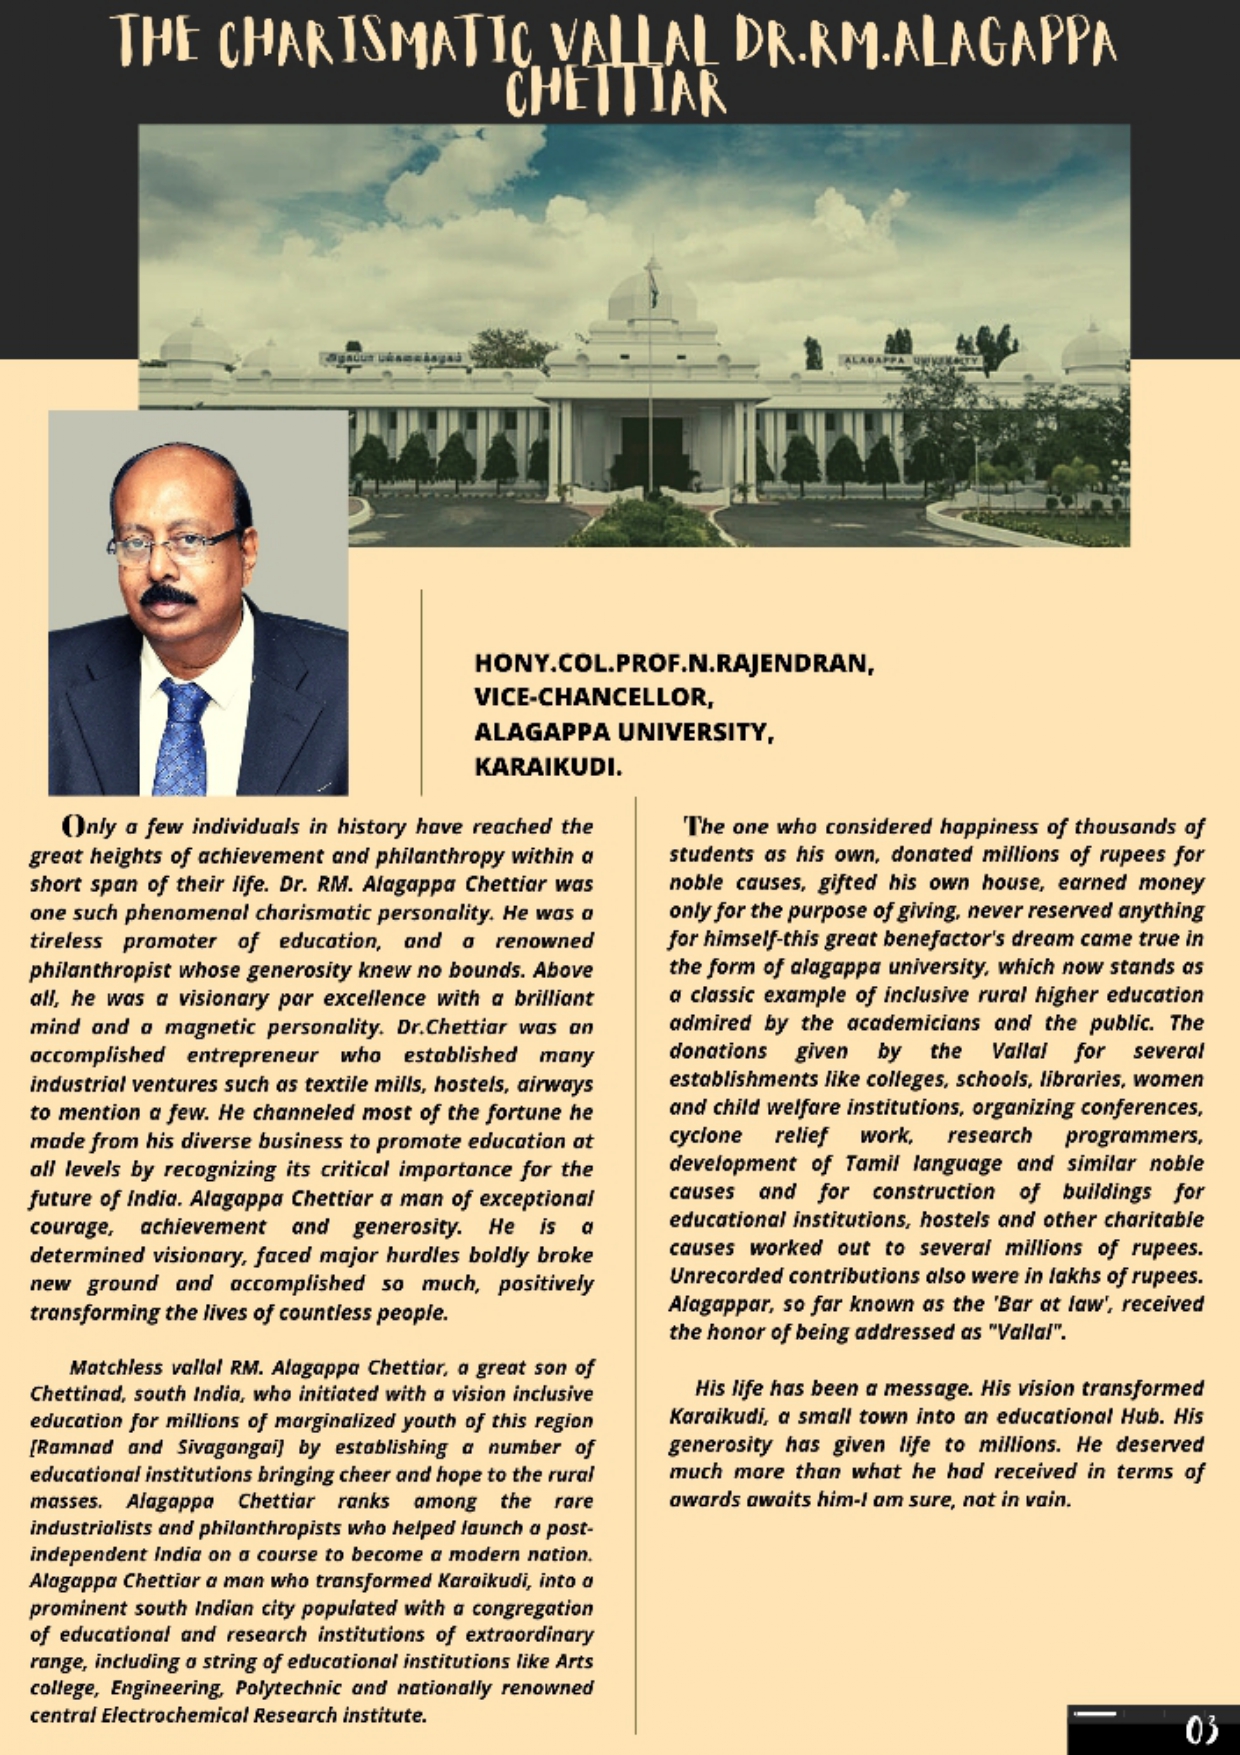 THE CHARISMATIC VALLAL DR.RM.ALAGAPPA
CHETTIAR
ALAGAPPA UNIVERSITY
HONY.COL.PROF.N.RAJENDRAN,
VICE-CHANCELLOR,
ALAGAPPA UNIVERSITY,
KARAIKUDI.
Only a few individuals in history have reached the
great heights of achievement and philanthropy within a
short span of their life. Dr. RM. Alagappa Chettiar was
one such phenomenal charismatic personality. He was a
tireless promoter of education, and a renowned
philanthropist whose generosity knew no bounds. Above
all, he was a visionary par excellence with a brilliant
mind and a magnetic personality. Dr.Chettiar was an
accomplished entrepreneur who established many
industrial ventures such as textile mills, hostels, airways
to mention a few. He channeled most of the fortune he
made from his diverse business to promote education at
all levels by recognizing its critical importance for the
future of India. Alagappa Chettiar a man of exceptional
courage, achievement and generosity. He is a
determined visionary, faced major hurdles boldly broke
new ground and accomplished so much, positively
transforming the lives of countless people.
Matchless vallal RM. Alagappa Chettiar, a great son of
Chettinad, south India, who initiated with a vision inclusive
education for millions of marginalized youth of this region
[Ramnad and Sivagangai] by establishing a number of
educational institutions bringing cheer and hope to the rural
masses. Alagappa Chettiar ranks among the rare
industrialists and philanthropists who helped launch a post-
independent India on a course to become a modern nation.
Alagappa Chettiar a man who transformed Karaikudi, into a
prominent south Indian city populated with a congregation
of educational and research institutions of extraordinary
range, including a string of educational institutions like Arts
college, Engineering, Polytechnic and nationally renowned
central Electrochemical Research institute.
The one who considered happiness of thousands of
students as his own, donated millions of rupees for
noble causes, gifted his own house, earned money
only for the purpose of giving, never reserved anything
for himself-this great benefactor's dream came true in
the form of alagappa university, which now stands as
a classic example of inclusive rural higher education
admired by the academicians and the public. The
donations given by the Vallal for several
establishments like colleges, schools, libraries, women
and child welfare institutions, organizing conferences,
cyclone relief work, research programmers,
development of Tamil language and similar noble
causes and for construction of buildings for
educational institutions, hostels and other charitable
causes worked out to several millions of rupees.
Unrecorded contributions also were in lakhs of rupees.
Alagappar, so far known as the 'Bar at law', received
the honor of being addressed as "Vallal".
His life has been a message. His vision transformed
Karaikudi, a small town into an educational Hub. His
generosity has given life to millions. He deserved
much more than what he had received in terms of
awards awaits him-I am sure, not in vain.
03